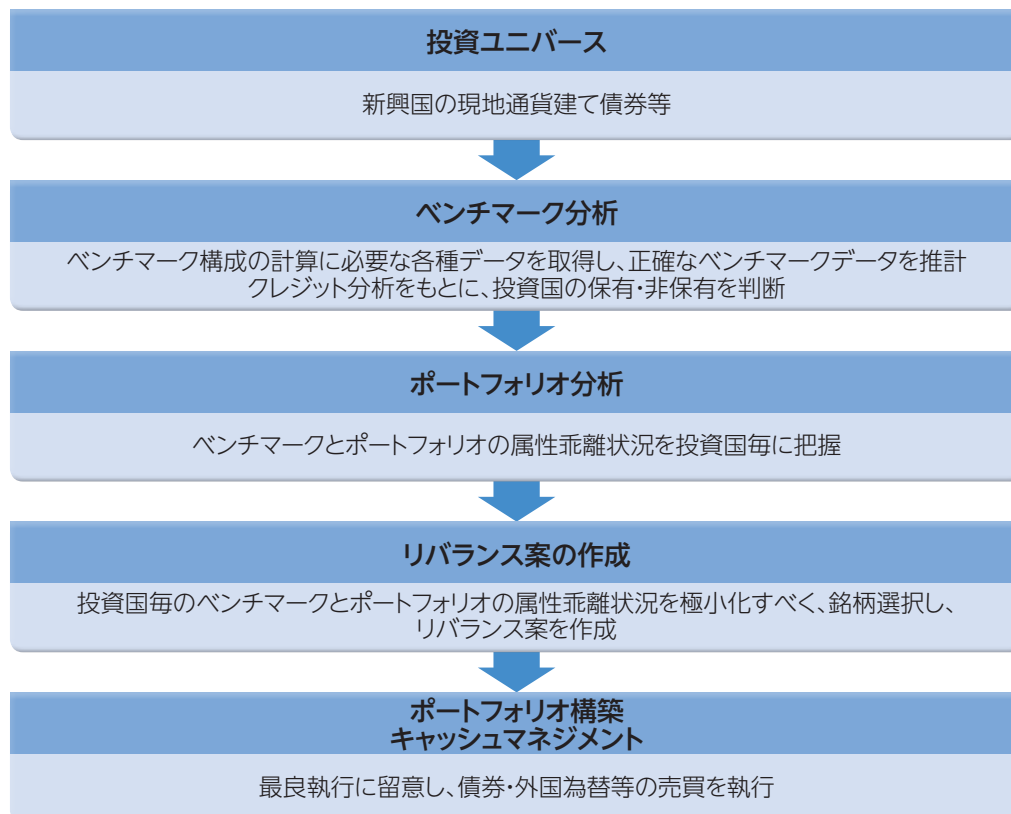 投資ユニバース
新興国の現地通貨建て債券等
ベンチマーク分析
ベンチマーク構成の計算に必要な各種データを取得し、正確なベンチマークデータを推計
クレジット分析をもとに、投資国の保有・非保有を判断
ポートフォリオ分析
ベンチマークとポートフォリオの属性乖離状況を投資国毎に把握
リバランス案の作成
投資国毎のベンチマークとポートフォリオの属性乖離状況を極小化すべく、銘柄選択し、
リバランス案を作成
ポートフォリオ構築
キャッシュマネジメント
最良執行に留意し、債券・外国為替等の売買を執行